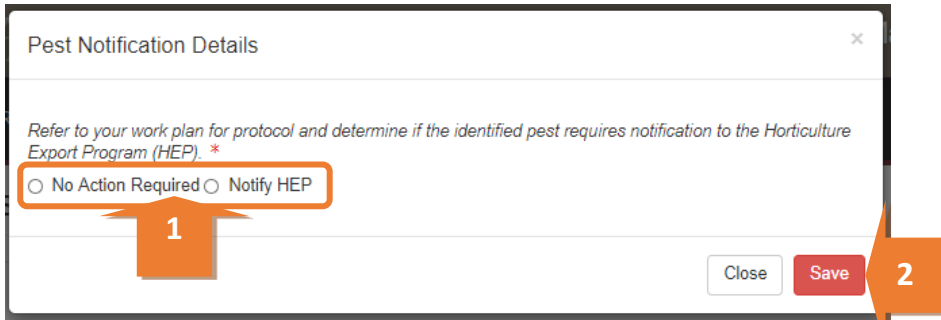 Pest Notification Details ×
Refer to your work plan for protocol and determine if the identified pest requires notification to the Horticulture
Export Program (HEP). *
No Action Required Notify HEP
1
Close Save 2